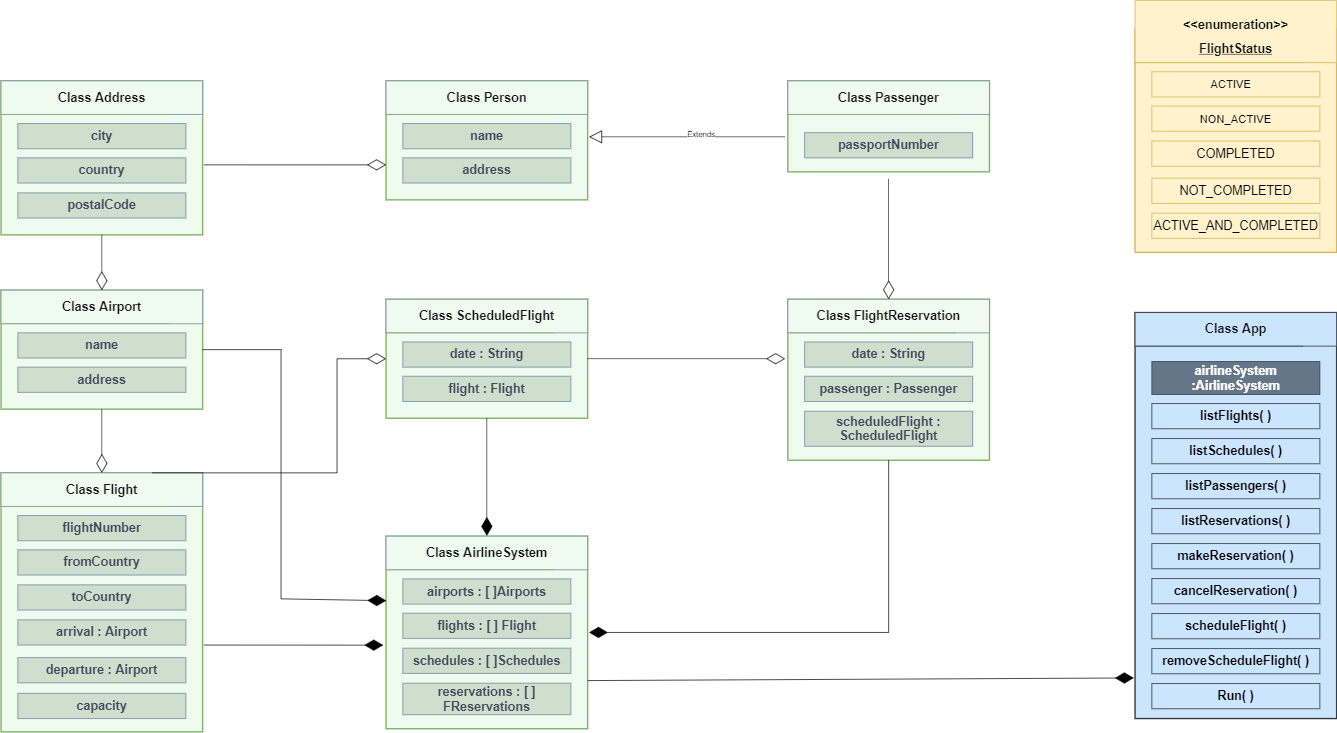 <<enumeration>>
FlightStatus
ACTIVE
NON_ACTIVE
COMPLETED
NOT_COMPLETED
ACTIVE_AND_COMPLETED
Class Address
city
country
postalCode
Class Person
name
address
Extends
Class Passenger
passportNumber
Class Airport
name
address
Class ScheduledFlight
date : String
flight : Flight
Class FlightReservation
date : String
passenger : Passenger
scheduledFlight :
ScheduledFlight
Class Flight
flightNumber
fromCountry
toCountry
arrival : Airport
departure : Airport
capacity
Class AirlineSystem
airports : [ ]Airports
flights : [ ] Flight
schedules : [ ]Schedules
reservations : [ ]
FReservations
Class App
airlineSystem
:AirlineSystem
listFlights( )
listSchedules( )
listPassengers( )
listReservations( )
makeReservation( )
cancelReservation( )
scheduleFlight( )
removeScheduleFlight( )
Run( )